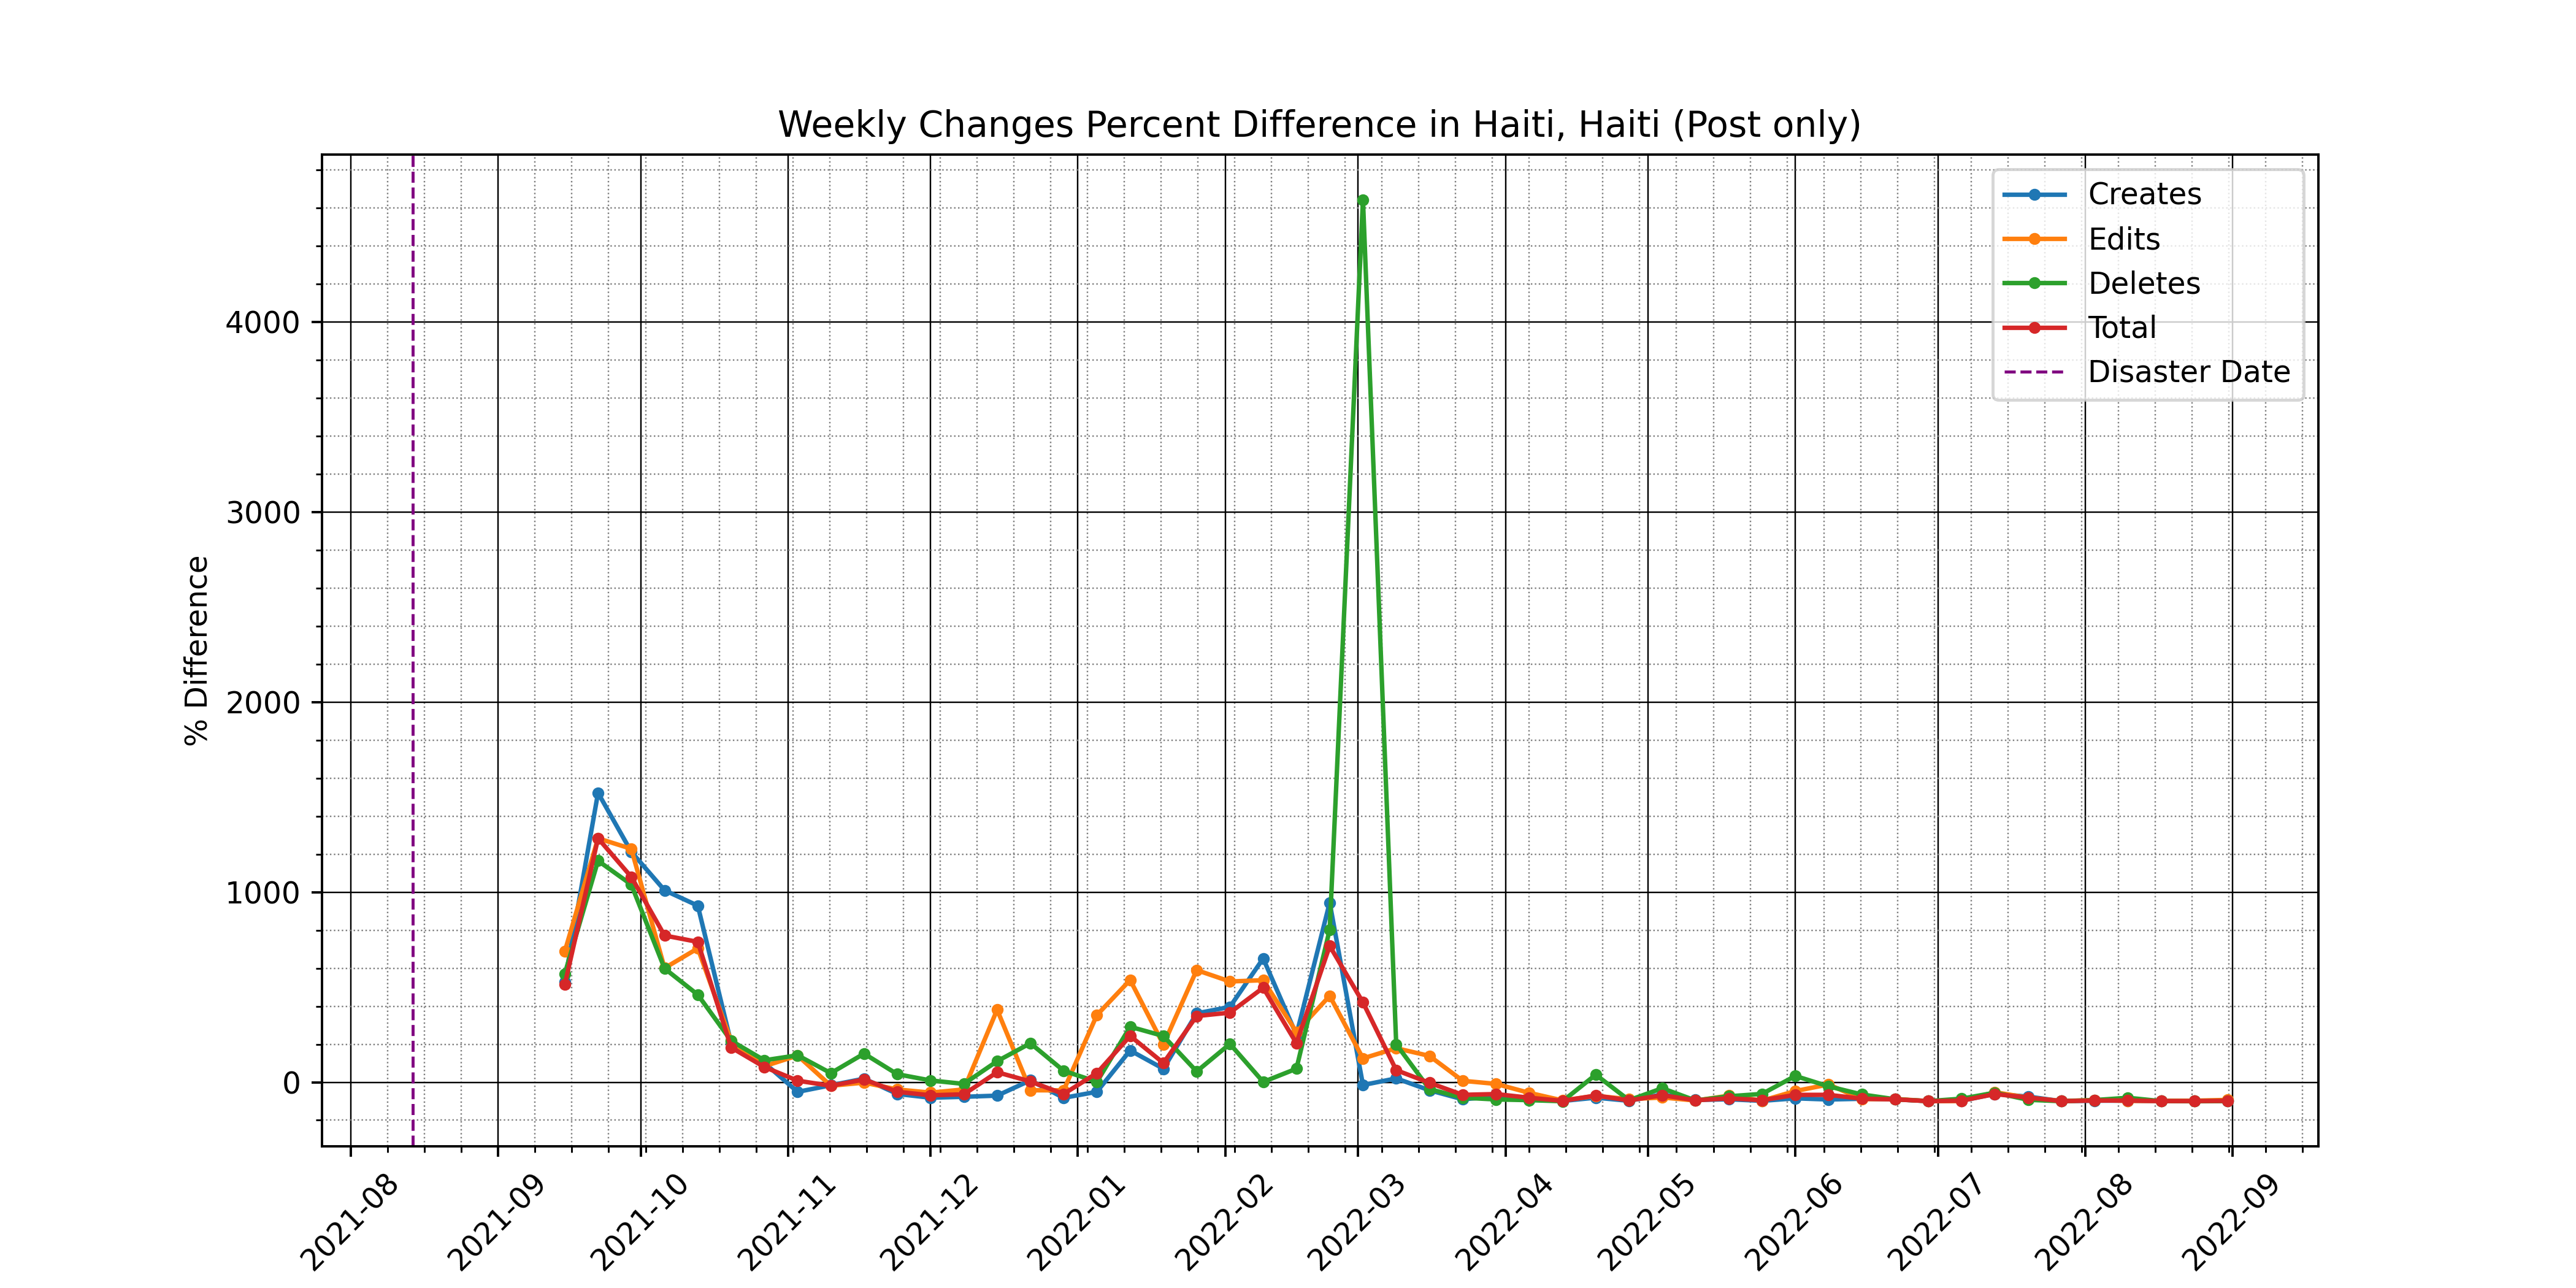 Weekly Changes Percent Difference in Haiti, Haiti (Post only)
Creates
Edits
Deletes
Total
Disaster Date
% Difference
4000
3000
2000
1000
0
2021-08
2021-09
2021-10
2021-11
2021-12
2022-01
2022-02
2022-03
2022-04
2022-05
2022-06
2022-07
2022-08
2022-09